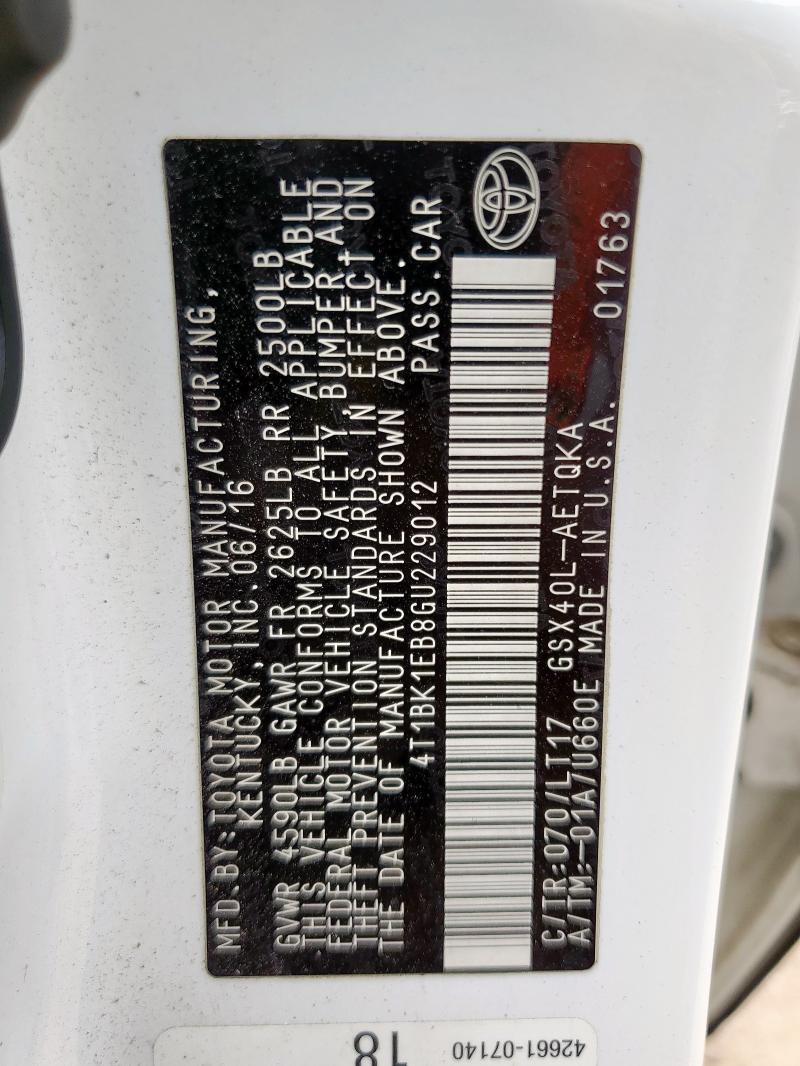 MFD.BY:TOYOTA MOTOR MANUFACTURING,
KENTUCKY, INC.06/16
GVWR 4590LB GAWR FR 2625LB RR 2500LB
THIS VEHICLE CONFORMS TO ALL APPLICABLE
FEDERAL MOTOR VEHICLE SAFETY,BUMPER,AND
THEFT PREVENTION STANDARDS IN EFFECT ON
THE DATE OF MANUFACTURE SHOWN ABOVE.
4T1BK1EB8GU229012 PASS.CAR
C/TR:070/LT17 GSX40L-AETQKA
A/TM:-01A/U660E MADE IN U.S.A. 01763
42661-07140
18